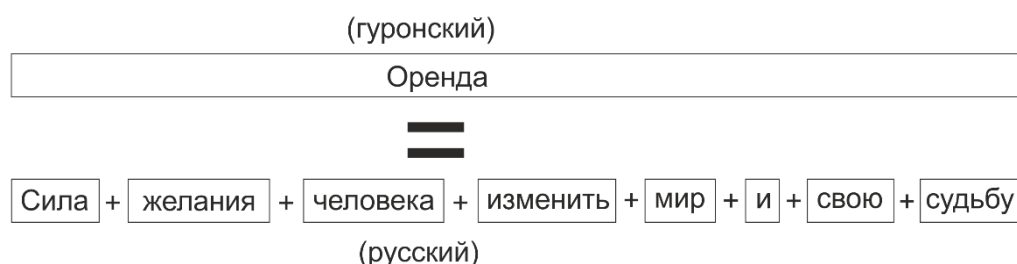 (гуронский)
Оренда
=
Сила + желания + человека + изменить + мир + и + свою + судьбу
(русский)